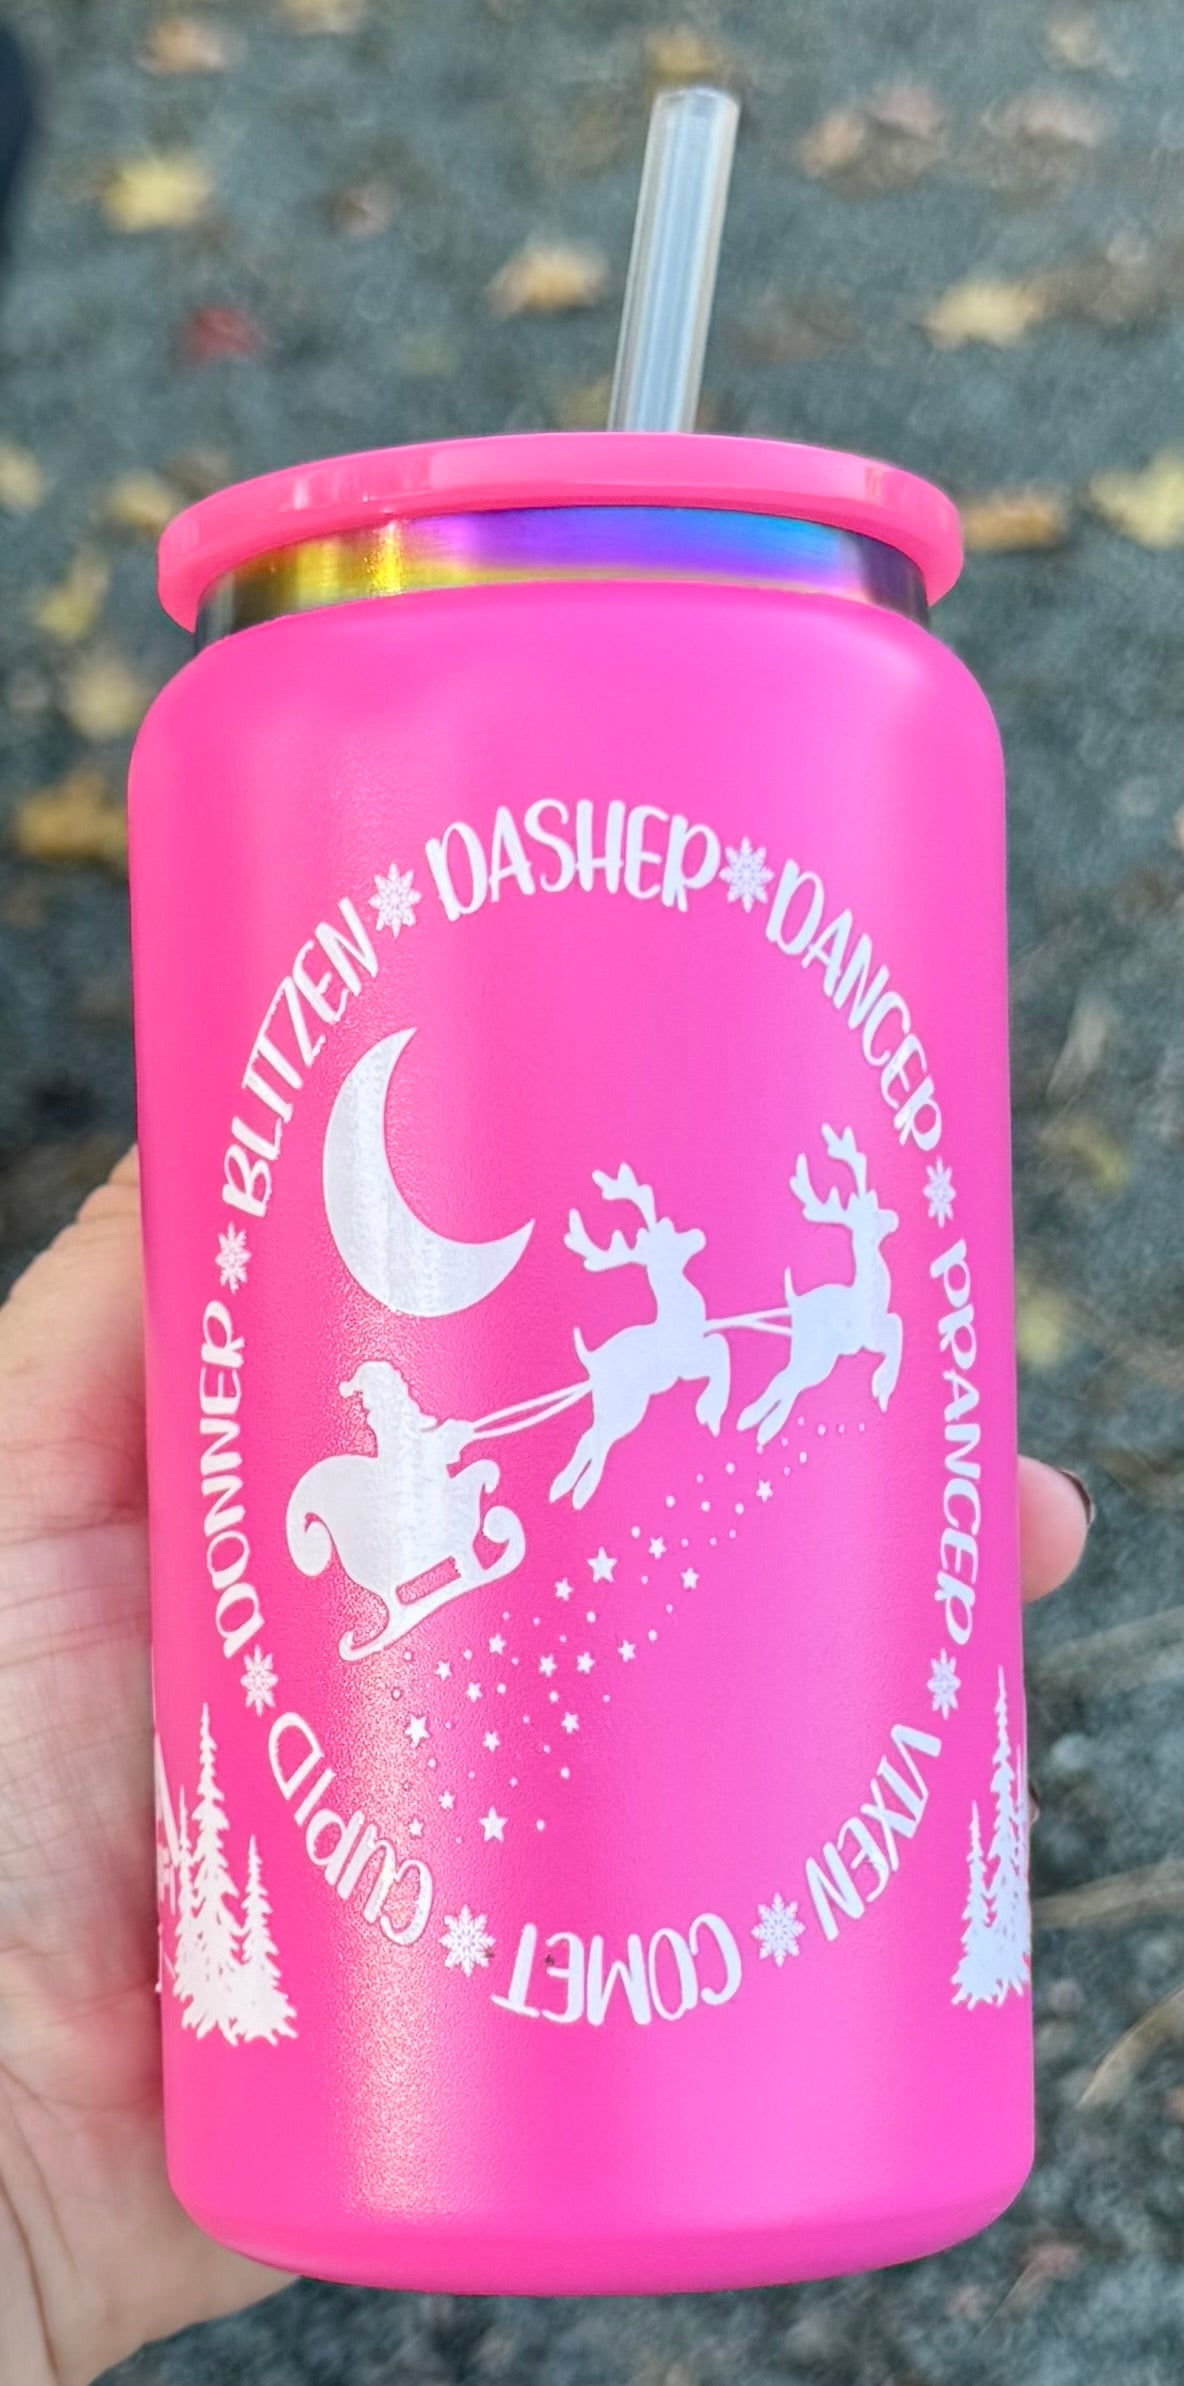 DASHER
DANCER
PRANCER
VIXEN
COMET
CUPID
DONNER
BLITZEN